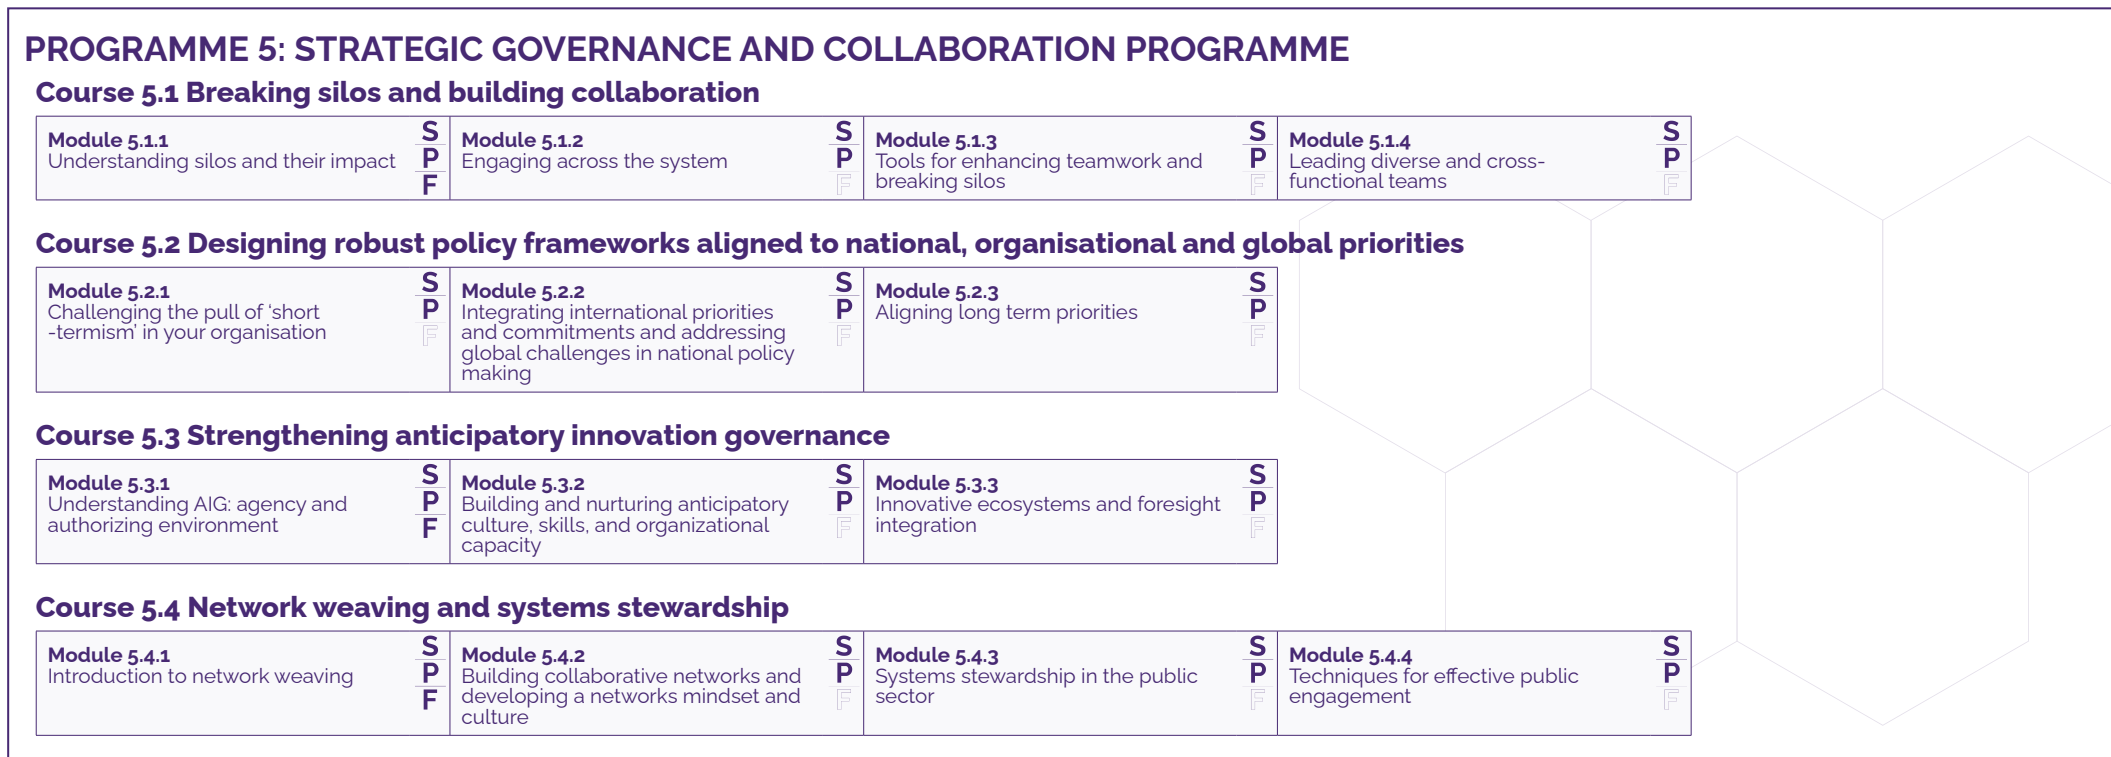 PROGRAMME 5: STRATEGIC GOVERNANCE AND COLLABORATION PROGRAMME
Course 5.1 Breaking silos and building collaboration
Module 5.1.1
Understanding silos and their impact
S
P
F
Module 5.1.2
Engaging across the system
S
P
F
Module 5.1.3
Tools for enhancing teamwork and
breaking silos
S
P
F
Module 5.1.4
Leading diverse and cross-
functional teams
S
P
F
Course 5.2 Designing robust policy frameworks aligned to national, organisational and global priorities
Module 5.2.1
Challenging the pull of ‘short
-termism’ in your organisation
S
P
F
Module 5.2.2
Integrating international priorities
and commitments and addressing
global challenges in national policy
making
S
P
F
Module 5.2.3
Aligning long term priorities
S
P
F
Course 5.3 Strengthening anticipatory innovation governance
Module 5.3.1
Understanding AIG: agency and
authorizing environment
S
P
F
Module 5.3.2
Building and nurturing anticipatory
culture, skills, and organizational
capacity
S
P
F
Module 5.3.3
Innovative ecosystems and foresight
integration
S
P
F
Course 5.4 Network weaving and systems stewardship
Module 5.4.1
Introduction to network weaving
S
P
F
Module 5.4.2
Building collaborative networks and
developing a networks mindset and
culture
S
P
F
Module 5.4.3
Systems stewardship in the public
sector
S
P
F
Module 5.4.4
Techniques for effective public
engagement
S
P
F